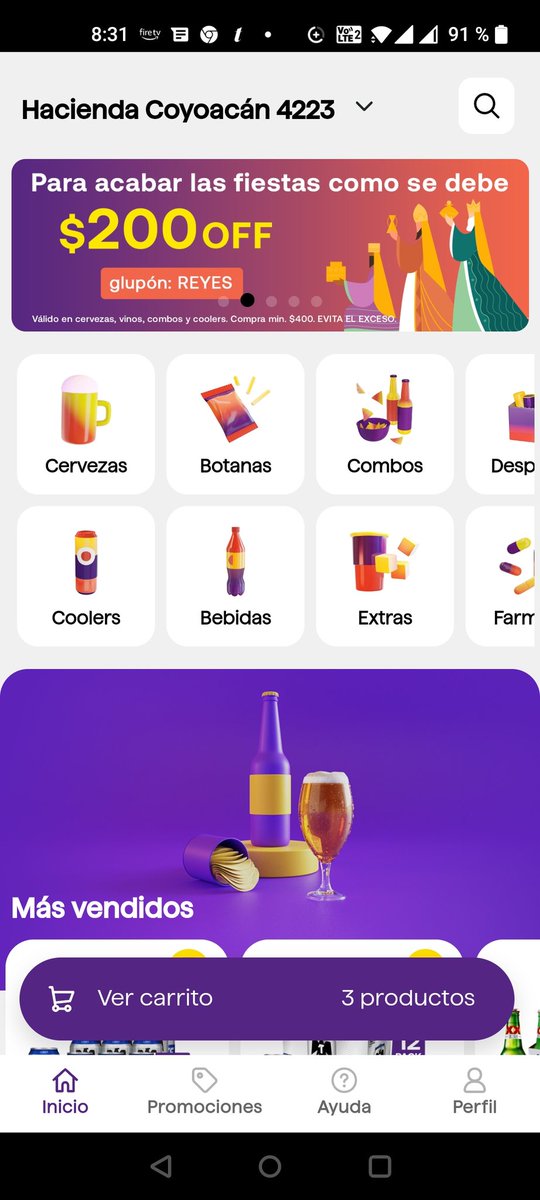 8:31 firetv VoLTE2 91 %
Hacienda Coyoacán 4223
Para acabar las fiestas como se debe
$200 OFF
glupón: REYES
Válido en cervezas, vinos, combos y coolers. Compra min. $400. EVITA EL EXCESO.
Cervezas Botanas Combos Desp
Coolers Bebidas Extras Farm
Más vendidos
Ver carrito 3 productos
12
PACK
Inicio Promociones Ayuda Perfil